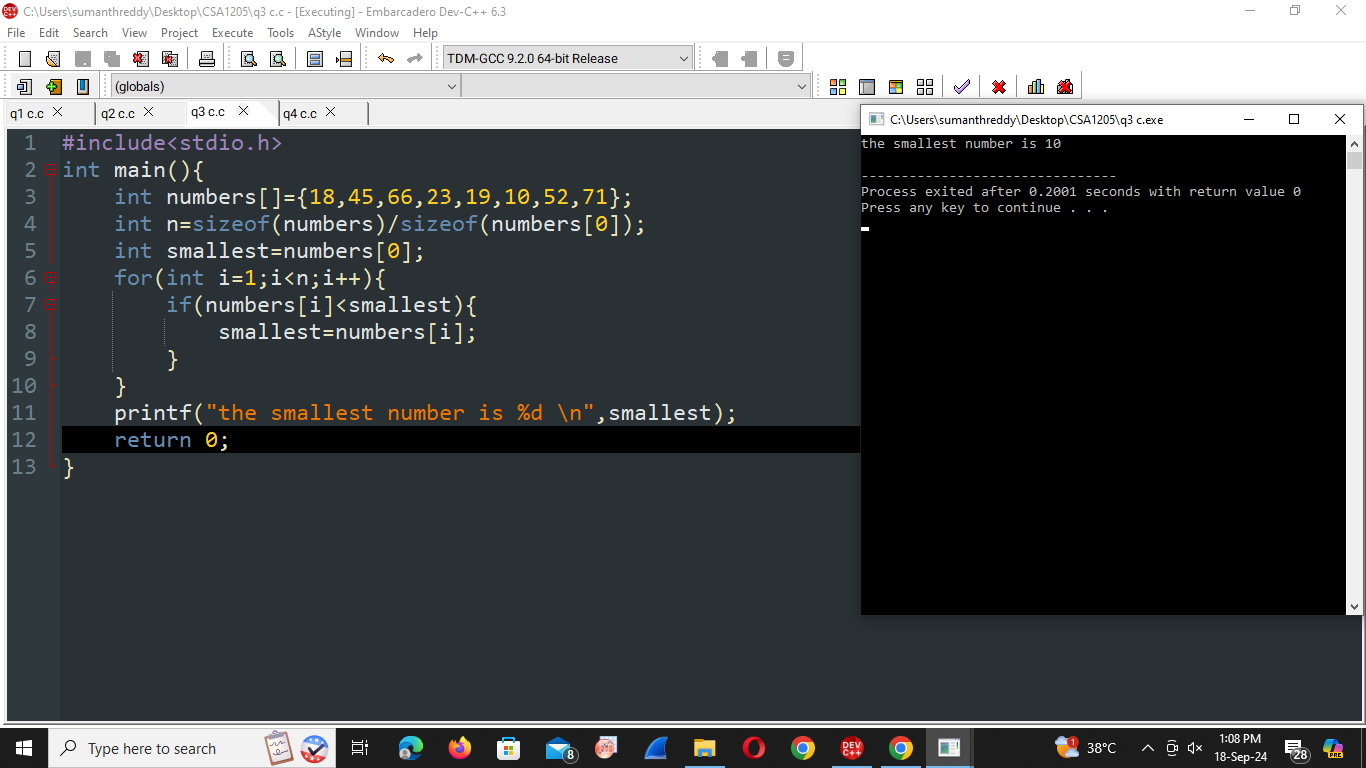 C:\Users\sumanthreddy\Desktop\CSA1205\q3 c.c - [Executing] - Embarcadero Dev-C++ 6.3
File Edit Search View Project Execute Tools AStyle Window Help
TDM-GCC 9.2.0 64-bit Release
(globals)
q1 c.c q2 c.c q3 c.c q4 c.c
1 #include<stdio.h>
2 int main(){
3 int numbers[]={18,45,66,23,19,10,52,71};
4 int n=sizeof(numbers)/sizeof(numbers[0]);
5 int smallest=numbers[0];
6 for(int i=1;i<n;i++){
7 if(numbers[i]<smallest){
8 smallest=numbers[i];
9 }
10 }
11 printf("the smallest number is %d \n",smallest);
12 return 0;
13 }
C:\Users\sumanthreddy\Desktop\CSA1205\q3 c.exe
the smallest number is 10
--------------------------------
Process exited after 0.2001 seconds with return value 0
Press any key to continue . . .
Type here to search
8
DEV C++
1
38°C
1:08 PM
18-Sep-24
28
PRE